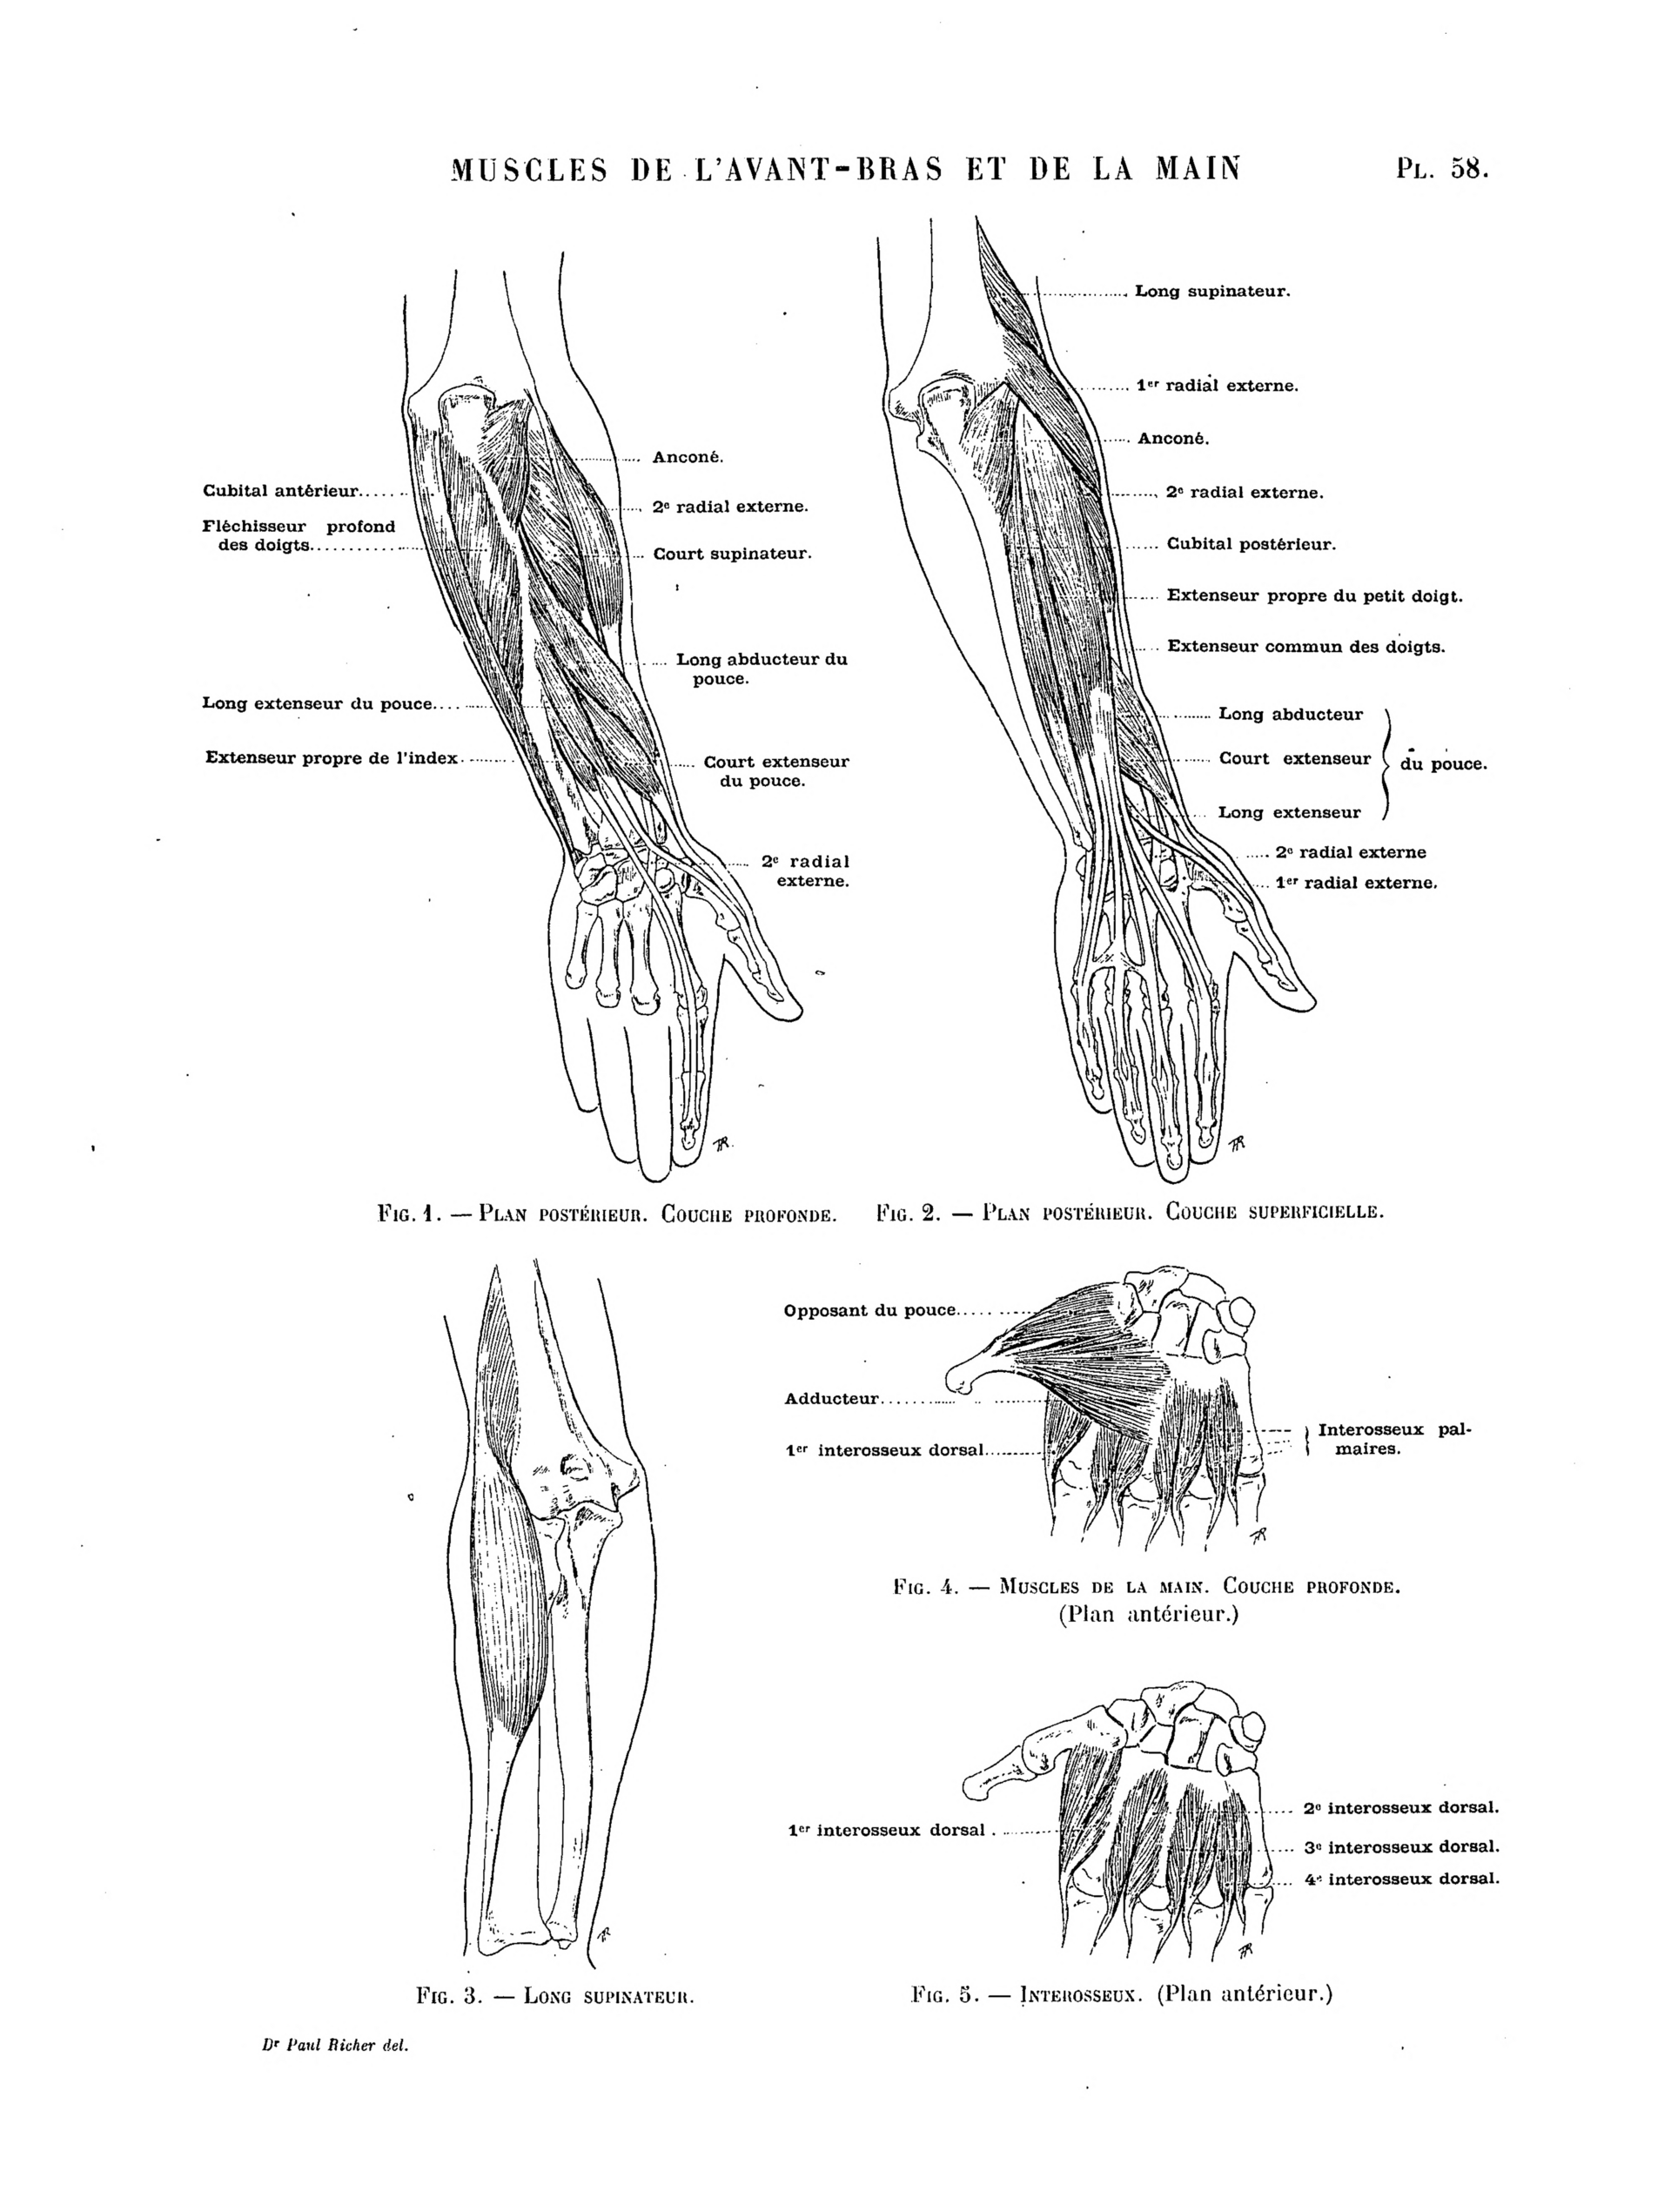 MUSCLES DE L'AVANT-BRAS ET DE LA MAIN
PL. 58.
Cubital antérieur
Fléchisseur profond
des doigts
Long extenseur du pouce
Extenseur propre de l'index
Anconé.
2e radial externe.
Court supinateur.
Long abducteur du
pouce.
Court extenseur
du pouce.
2e radial
externe.
Long supinateur.
1er radial externe.
Anconé.
2e radial externe.
Cubital postérieur.
Extenseur propre du petit doigt.
Extenseur commun des doigts.
Long abducteur
Court extenseur
du pouce.
Long extenseur
2e radial externe
1er radial externe.
FIG. 1. — PLAN POSTÉRIEUR. COUCHE PROFONDE.
FIG. 2. — PLAN POSTÉRIEUR. COUCHE SUPERFICIELLE.
Opposant du pouce
Adducteur
1er interosseux dorsal
Interosseux pal-
maires.
FIG. 4. — MUSCLES DE LA MAIN. COUCHE PROFONDE.
(Plan antérieur.)
1er interosseux dorsal
2e interosseux dorsal.
3e interosseux dorsal.
4e interosseux dorsal.
FIG. 3. — LONG SUPINATEUR.
FIG. 5. — INTEROSSEUX. (Plan antérieur.)
Dr Paul Richer del.